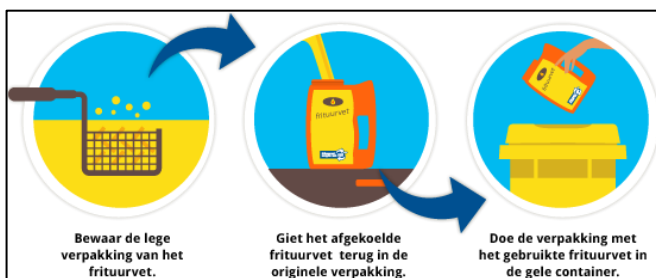 frituurvet
frituurvet
Bewaar de lege
verpakking van het
frituurvet.
Giet het afgekoelde
frituurvet terug in de
originele verpakking.
Doe de verpakking met
het gebruikte frituurvet in
de gele container.